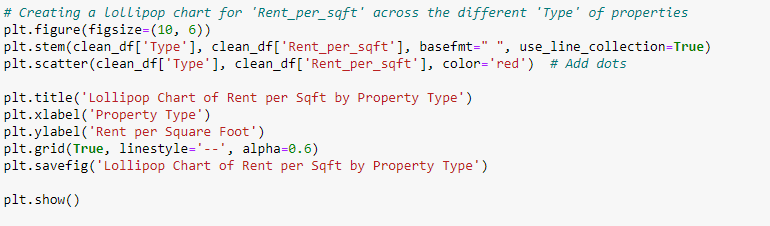 # Creating a lollipop chart for 'Rent_per_sqft' across the different 'Type' of properties
plt.figure(figsize=(10, 6))
plt.stem(clean_df['Type'], clean_df['Rent_per_sqft'], basefmt=" ", use_line_collection=True)
plt.scatter(clean_df['Type'], clean_df['Rent_per_sqft'], color='red')  # Add dots
plt.title('Lollipop Chart of Rent per Sqft by Property Type')
plt.xlabel('Property Type')
plt.ylabel('Rent per Square Foot')
plt.grid(True, linestyle='--', alpha=0.6)
plt.savefig('Lollipop Chart of Rent per Sqft by Property Type')
plt.show()